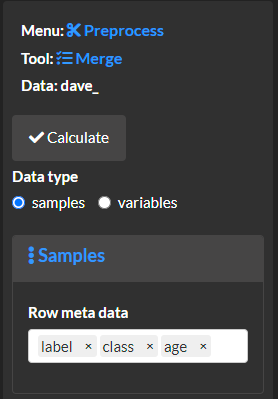 Menu: Preprocess
Tool: Merge
Data: dave_
Calculate
Data type
samples variables
Samples
Row meta data
label × class × age ×